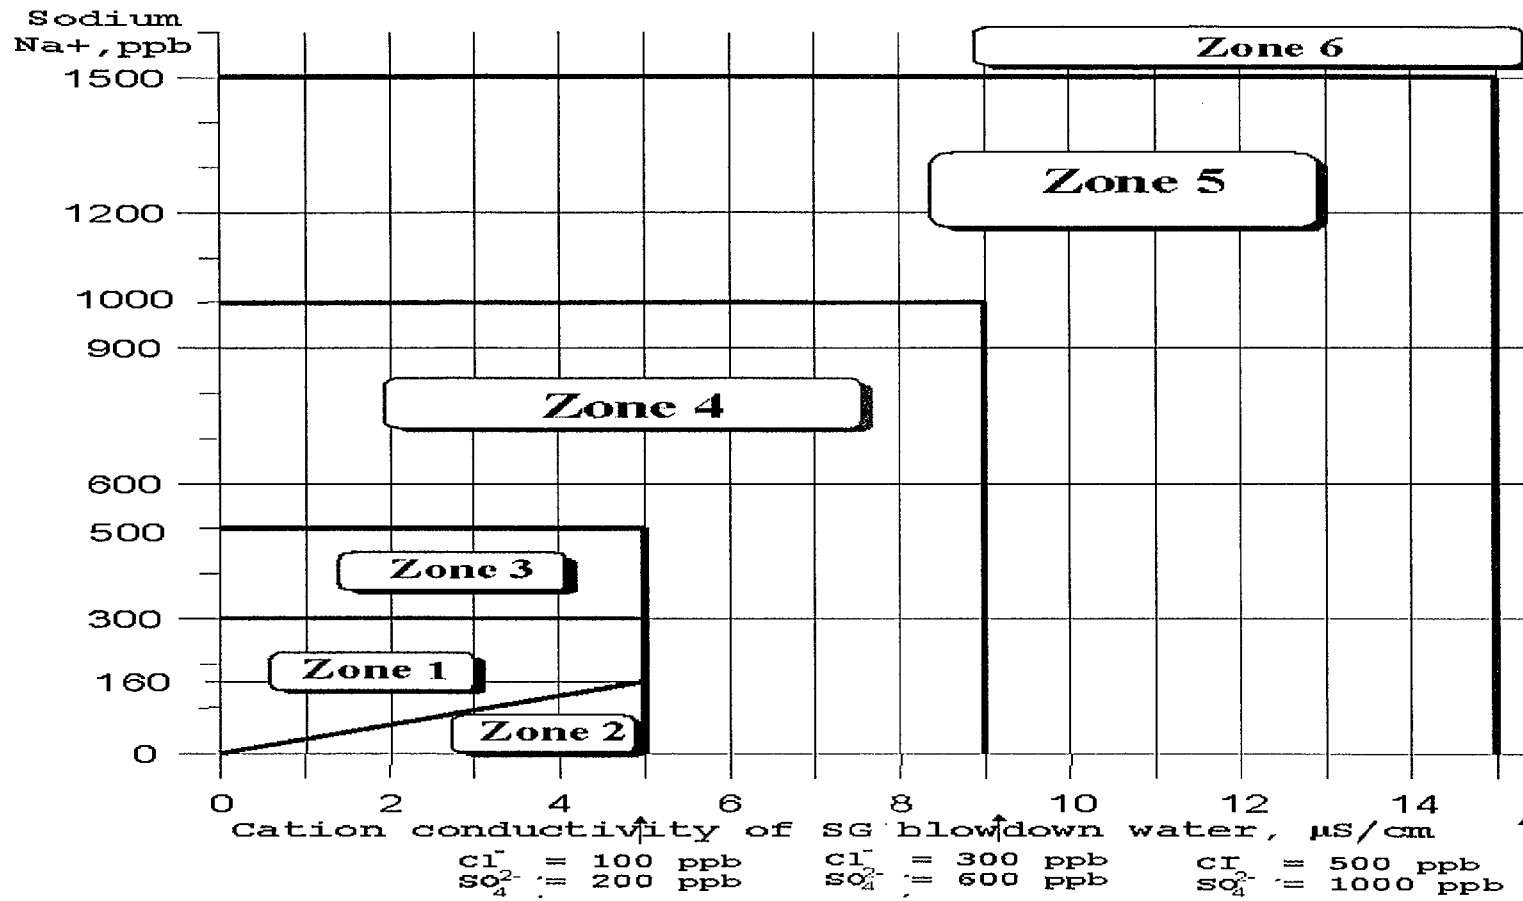 Sodium
Na+,ppb
Zone 6
1500
Zone 5
1200
1000
900
Zone 4
600
500
Zone 3
300
Zone 1
160
Zone 2
0
0 2 4 6 8 10 12 14
Cation conductivity of SG blowdown water, µS/cm
Cl⁻ = 100 ppb Cl⁻ = 300 ppb Cl⁻ = 500 ppb
SO₄²⁻ = 200 ppb SO₄²⁻ = 600 ppb SO₄²⁻ = 1000 ppb